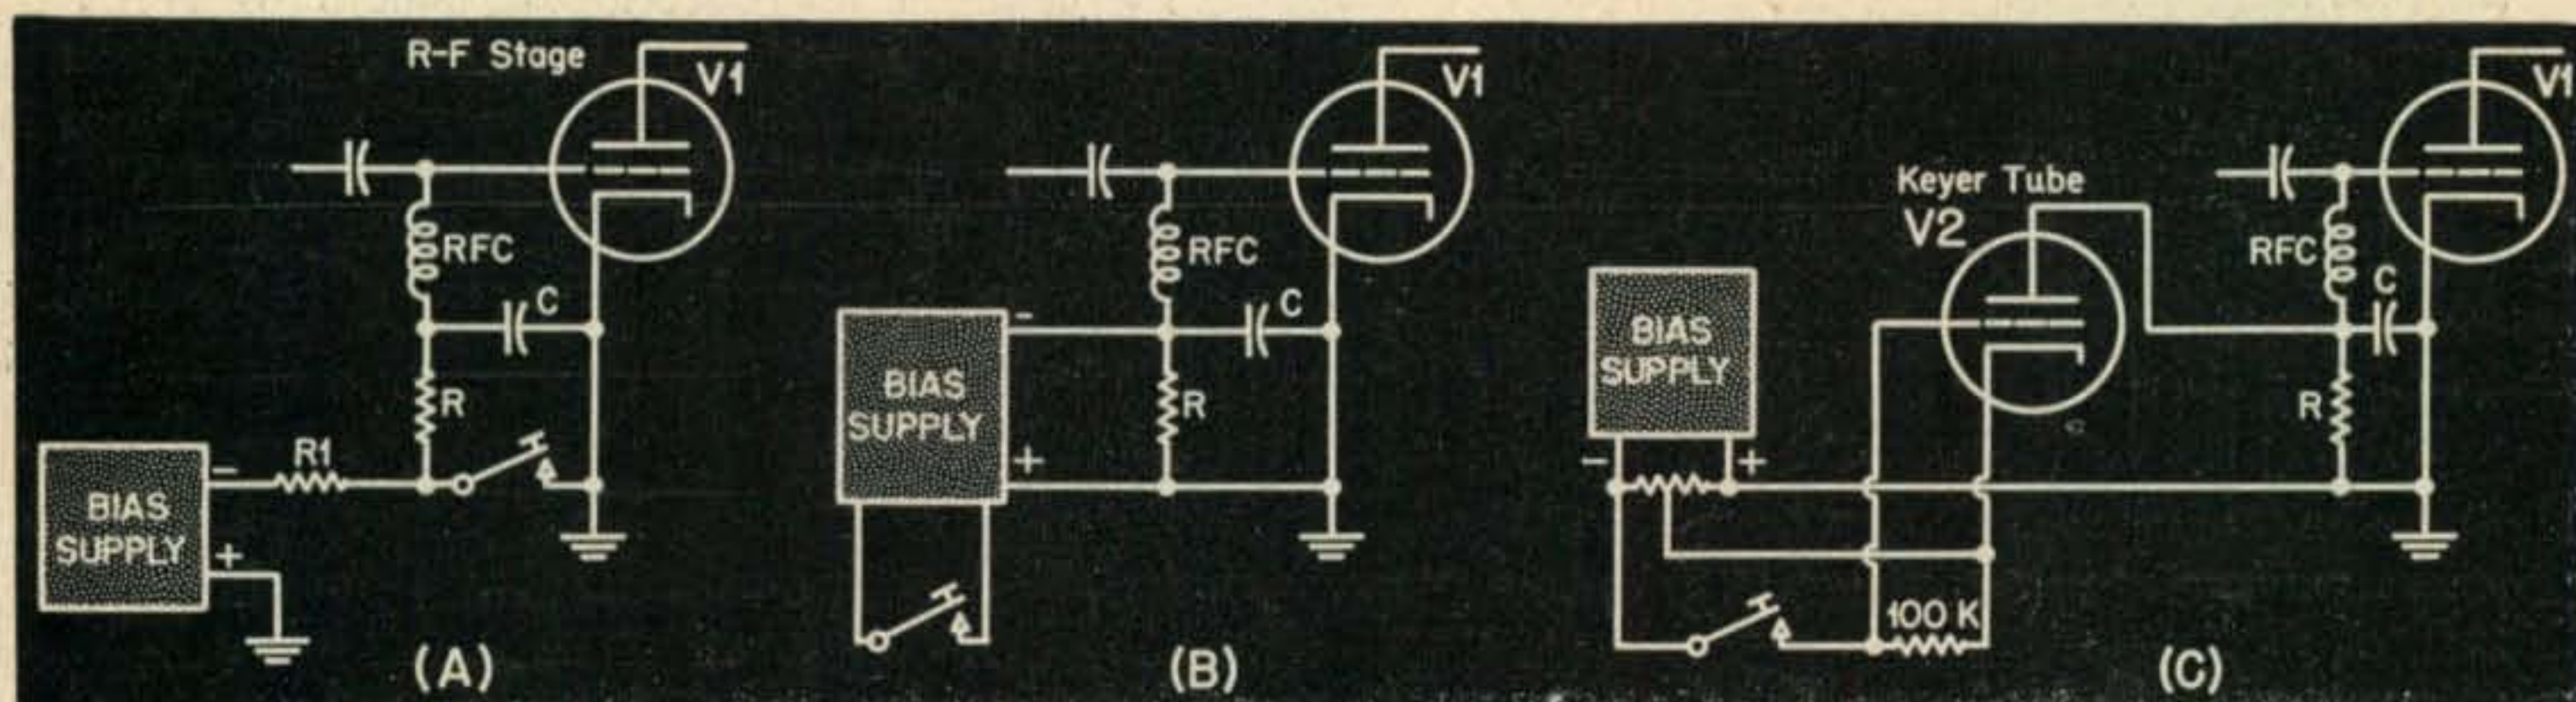 R-F Stage
V1
RFC
C
R
R1
-
+
BIAS
SUPPLY
(A)
V1
RFC
C
R
-
+
BIAS
SUPPLY
(B)
Keyer Tube
V2
V1
RFC
C
R
BIAS
SUPPLY
-
+
100 K
(C)